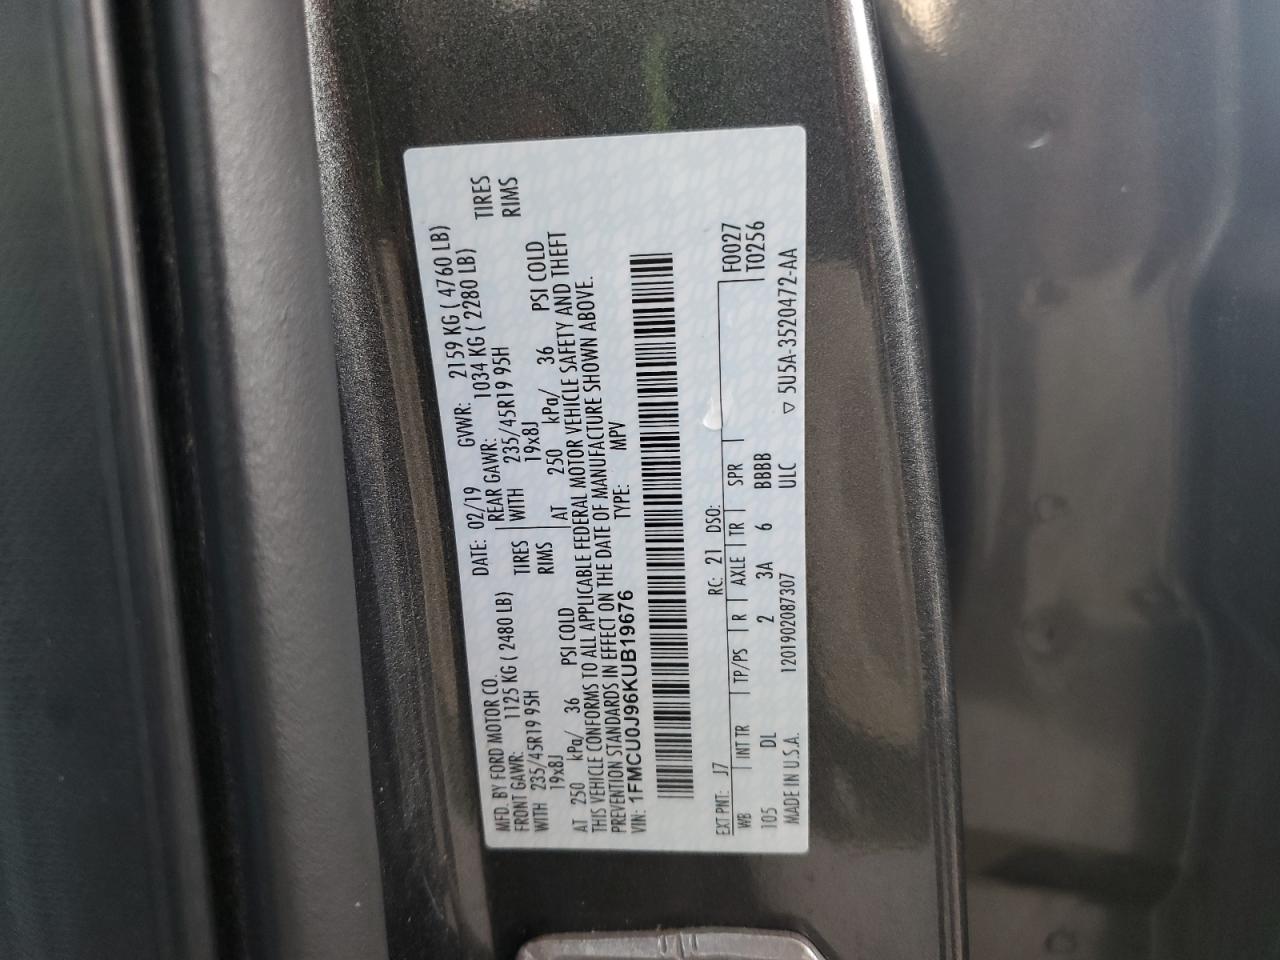 MFD. BY FORD MOTOR CO.
DATE: 02/19 GVWR: 2159 KG ( 4760 LB)
FRONT GAWR: 1125 KG ( 2480 LB)
REAR GAWR: 1034 KG ( 2280 LB)
WITH 235/45R19 95H TIRES
WITH 235/45R19 95H TIRES
19x8J RIMS
19x8J RIMS
AT 250 kPa/ 36 PSI COLD
AT 250 kPa/ 36 PSI COLD
THIS VEHICLE CONFORMS TO ALL APPLICABLE FEDERAL MOTOR VEHICLE SAFETY AND THEFT
PREVENTION STANDARDS IN EFFECT ON THE DATE OF MANUFACTURE SHOWN ABOVE.
VIN: 1FMCU0J96KUB19676 TYPE: MPV
EXT PNT: J7 RC: 21 DSO: F0027
WB INT TR TP/PS R AXLE TR SPR T0256
105 DL 2 3A 6 BBBB
MADE IN U.S.A. 1201902087307 ULC ▽ 5U5A-3520472-AA